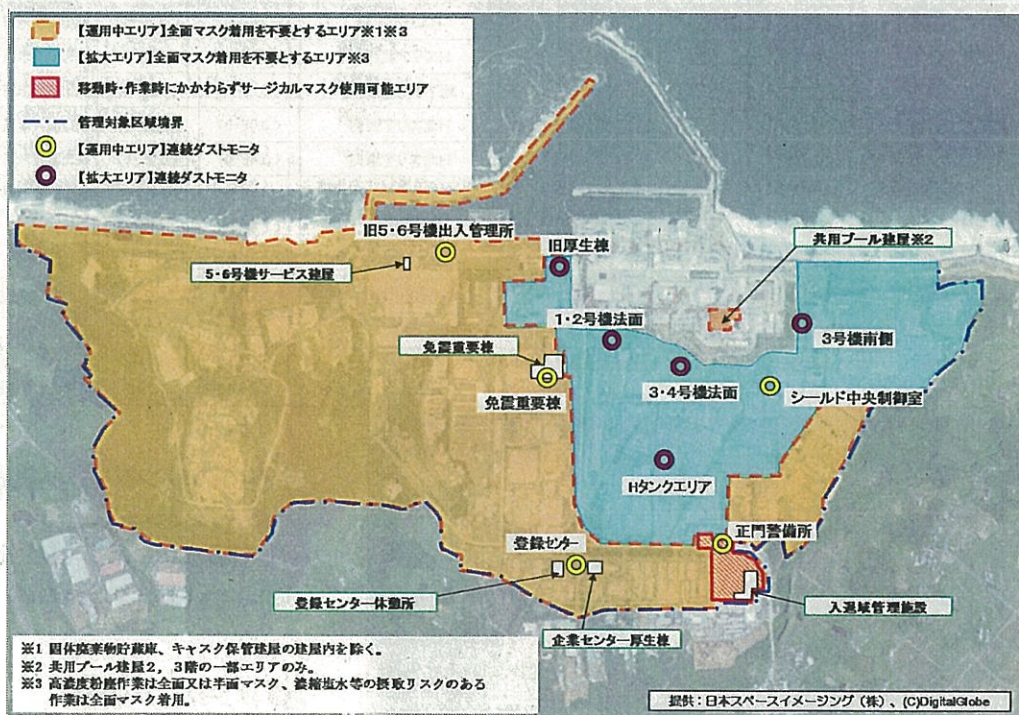 【運用中エリア】全面マスク着用を不要とするエリア※1※3
【拡大エリア】全面マスク着用を不要とするエリア※3
移動時・作業時にかかわらずサージカルマスク使用可能エリア
管理対象区域境界
【運用中エリア】連続ダストモニタ
【拡大エリア】連続ダストモニタ
旧5・6号機出入管理所
旧厚生棟
共用プール建屋※2
5・6号機サービス建屋
1・2号機法面
3号機南側
免震重要棟
3・4号機法面
シールド中央制御室
免震重要棟
Hタンクエリア
正門警備所
登録センター
登録センター休憩所
入退域管理施設
企業センター厚生棟
※1 固体廃棄物貯蔵庫、キャスク保管建屋の建屋内を除く。
※2 共用プール建屋2，3階の一部エリアのみ。
※3 高濃度粉塵作業は全面又は半面マスク、濃縮塩水等の摂取リスクのある
作業は全面マスク着用。
提供：日本スペースイメージング（株）、(C)DigitalGlobe